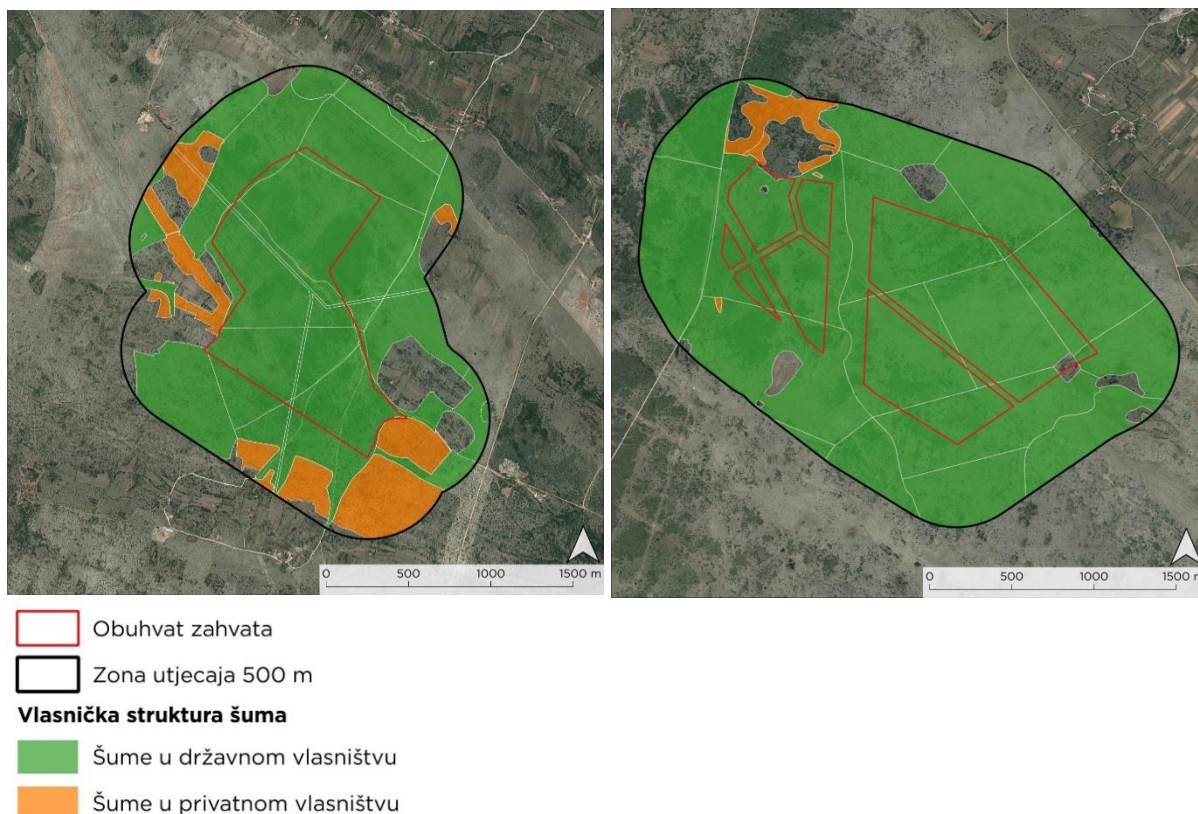 0 500 1000 1500 m
0 500 1000 1500 m
Obuhvat zahvata
Zona utjecaja 500 m
Vlasnička struktura šuma
Šume u državnom vlasništvu
Šume u privatnom vlasništvu